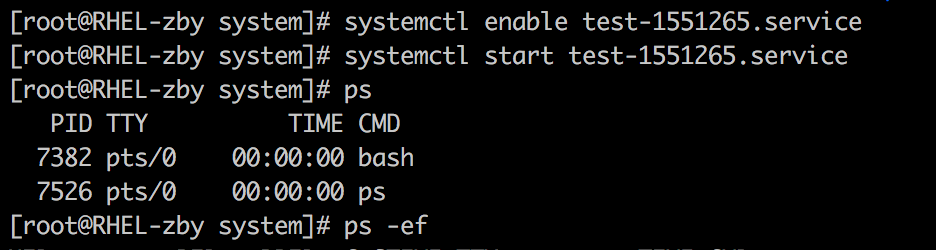 [root@RHEL-zby system]# systemctl enable test-1551265.service
[root@RHEL-zby system]# systemctl start test-1551265.service
[root@RHEL-zby system]# ps
PID TTY TIME CMD
7382 pts/0 00:00:00 bash
7526 pts/0 00:00:00 ps
[root@RHEL-zby system]# ps -ef